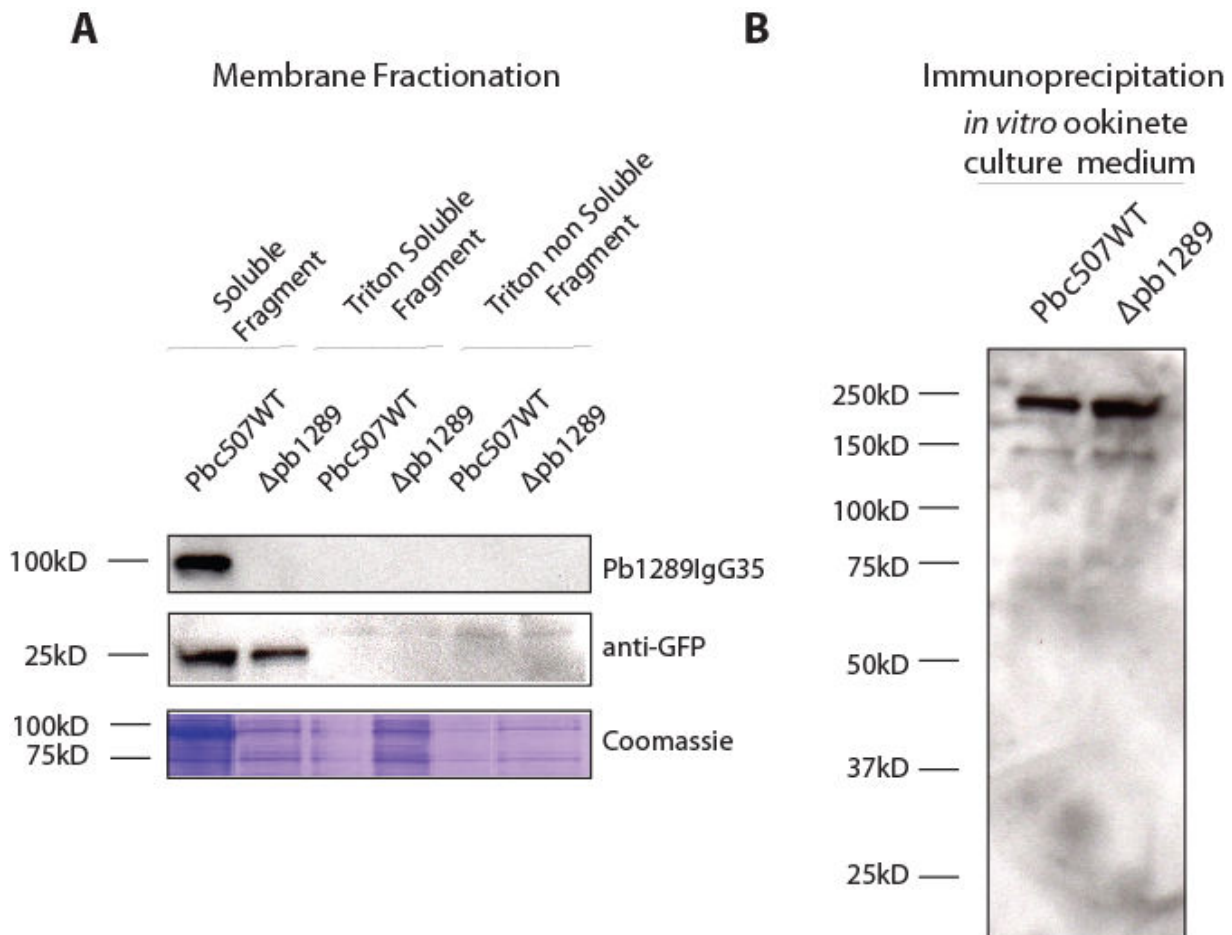 A
Membrane Fractionation
Soluble
Fragment
Triton Soluble
Fragment
Triton non Soluble
Fragment
Pbc507WT
Δpb1289
Pbc507WT
Δpb1289
Pbc507WT
Δpb1289
100kD
Pb1289IgG35
25kD
anti-GFP
100kD
75kD
Coomassie
B
Immunoprecipitation
in vitro ookinete
culture medium
Pbc507WT
Δpb1289
250kD
150kD
100kD
75kD
50kD
37kD
25kD